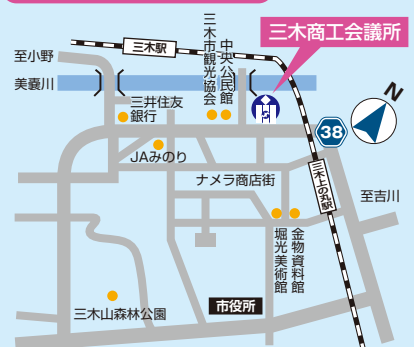 三木商工会議所
三木駅
至小野
美嚢川
三木市観光協会
中央公民館
N
三井住友
銀行
38
JAみのり
ナメラ商店街
三木上の丸駅
至吉川
堀光美術館
金物資料館
市役所
三木山森林公園